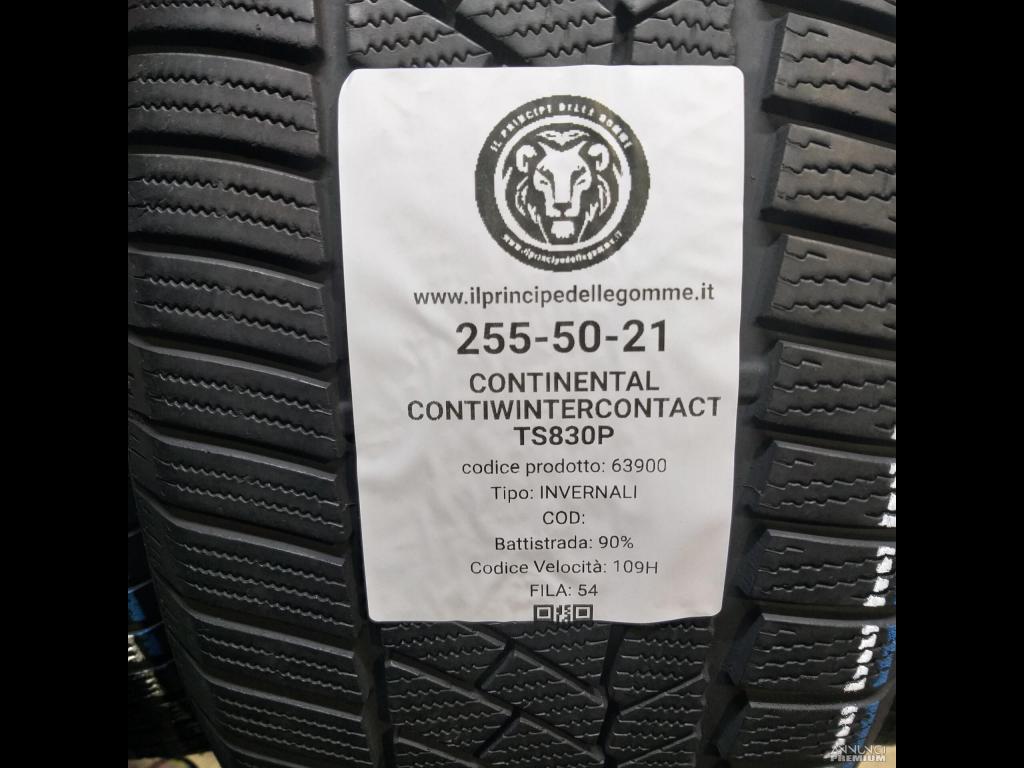 IL PRINCIPE DELLE GOMME
www.ilprincipedellegomme.it
www.ilprincipedellegomme.it
255-50-21
CONTINENTAL
CONTIWINTERCONTACT
TS830P
codice prodotto: 63900
Tipo: INVERNALI
COD:
Battistrada: 90%
Codice Velocità: 109H
FILA: 54
ANNUNCI
PREMIUM